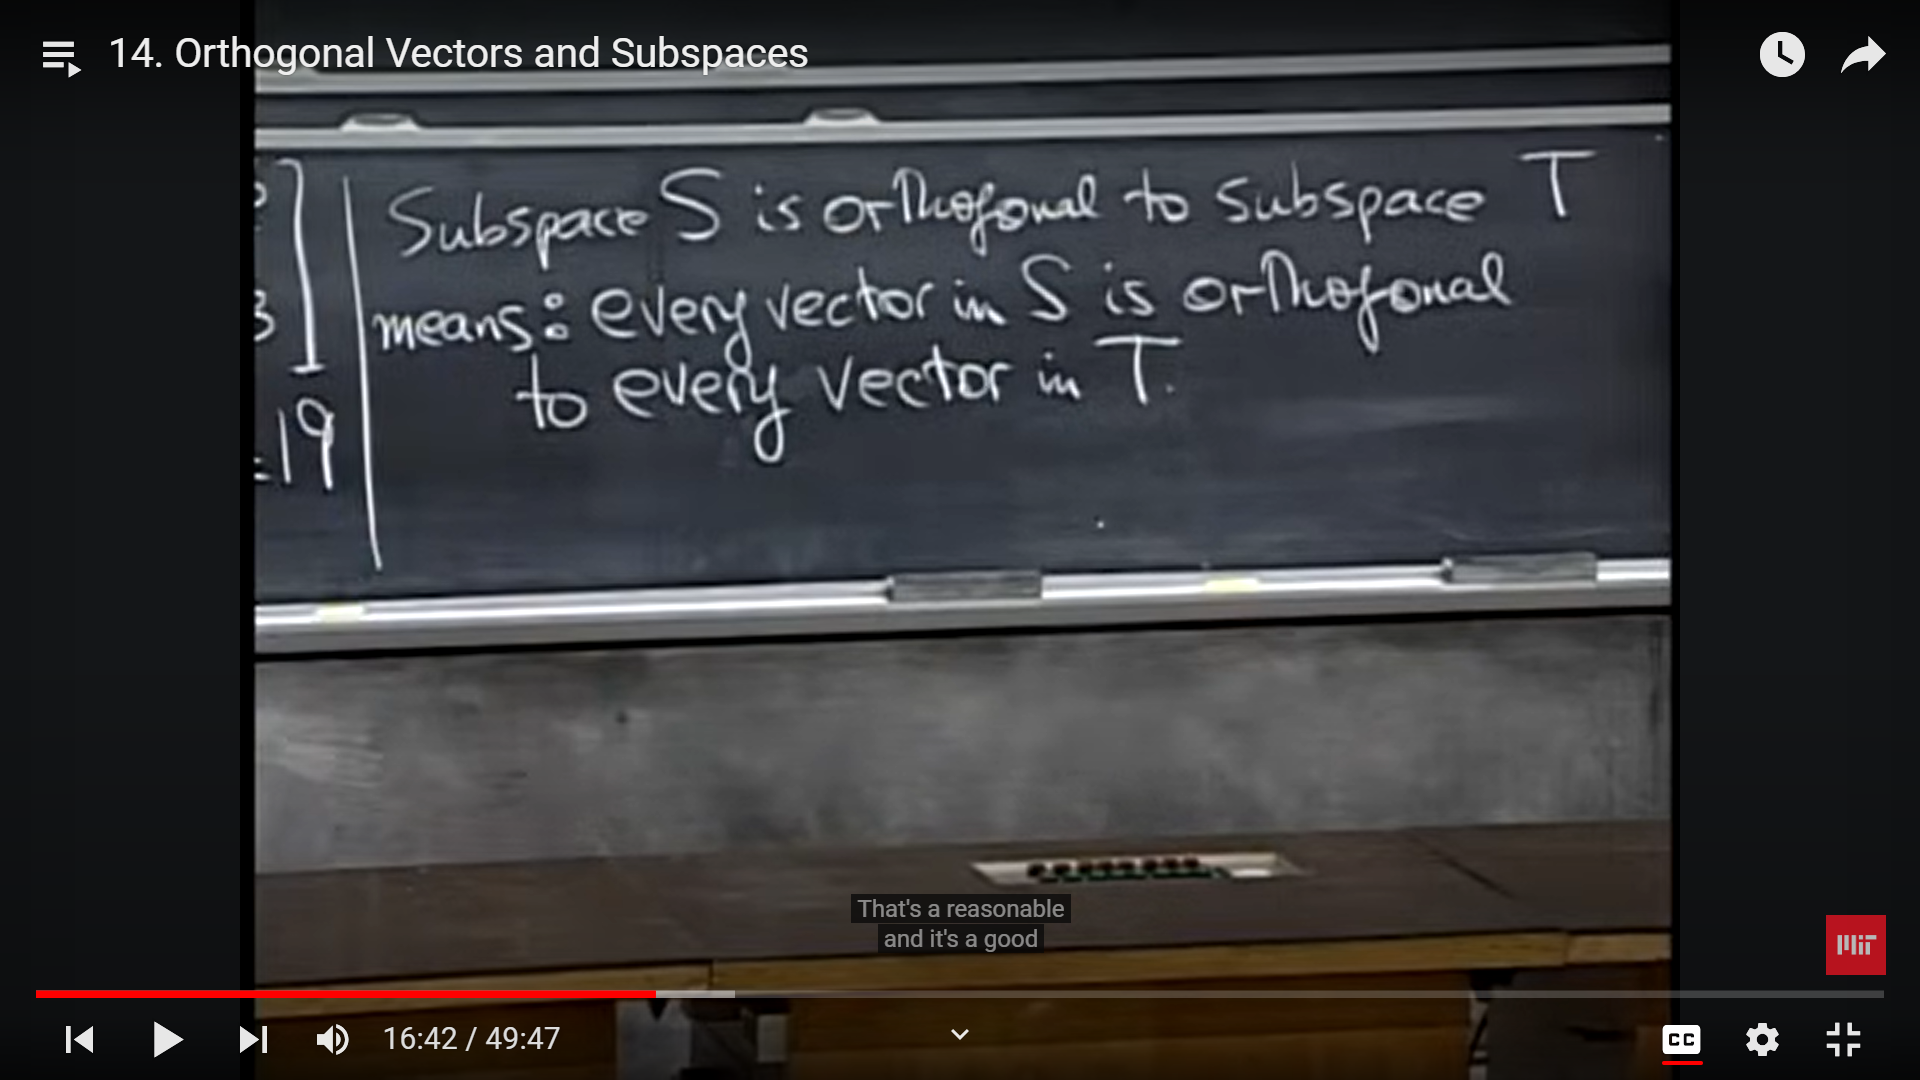 14. Orthogonal Vectors and Subspaces
Subspace S is orthogonal to subspace T
means: every vector in S is orthogonal
to every vector in T.
3
=19
That's a reasonable
and it's a good
MIT
16:42 / 49:47
CC